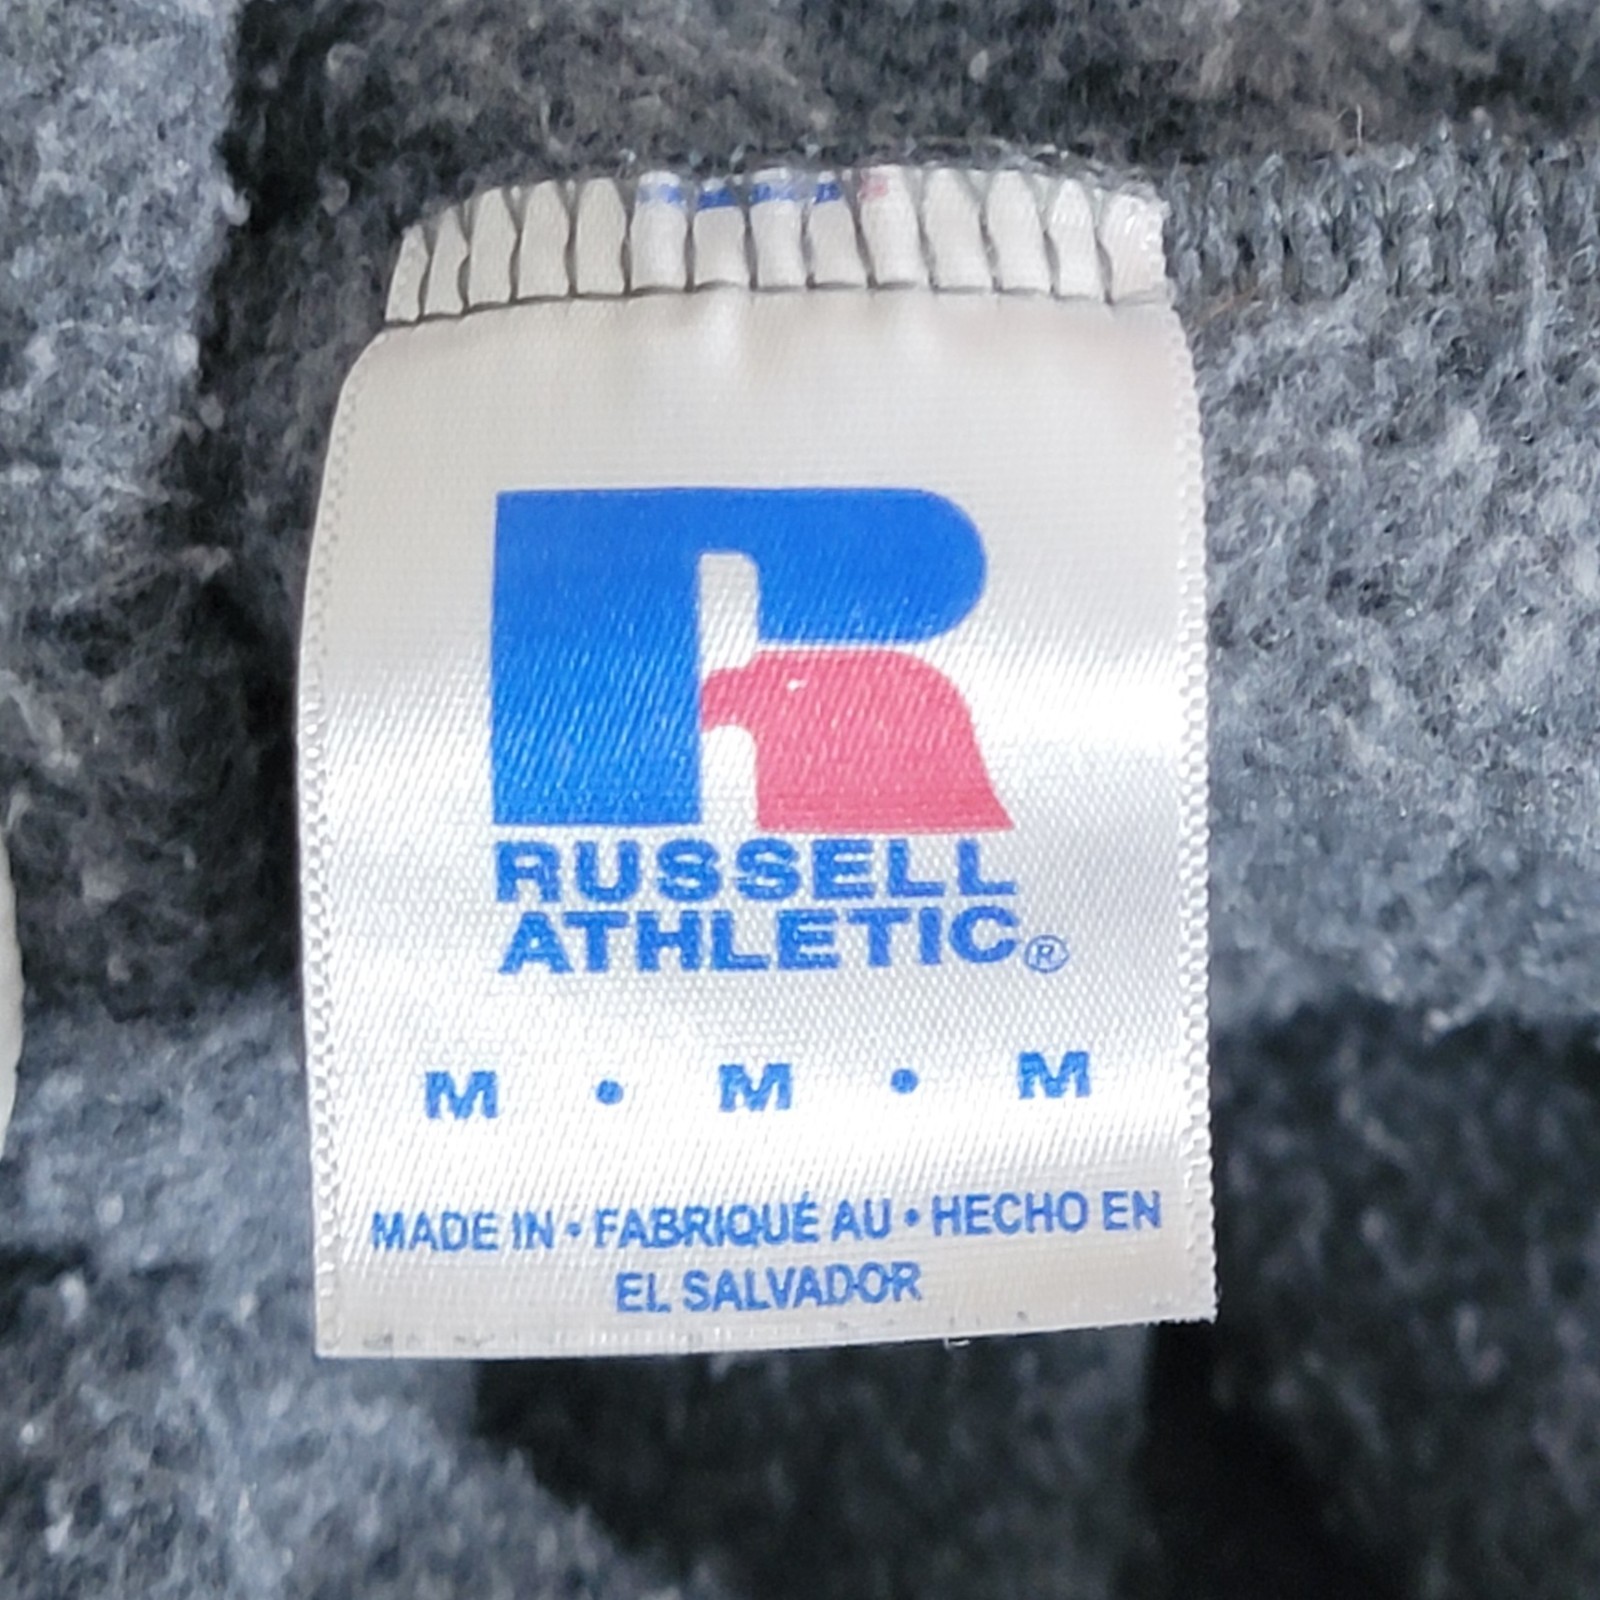 RUSSELL
ATHLETIC®
M • M • M
MADE IN • FABRIQUÉ AU • HECHO EN
EL SALVADOR